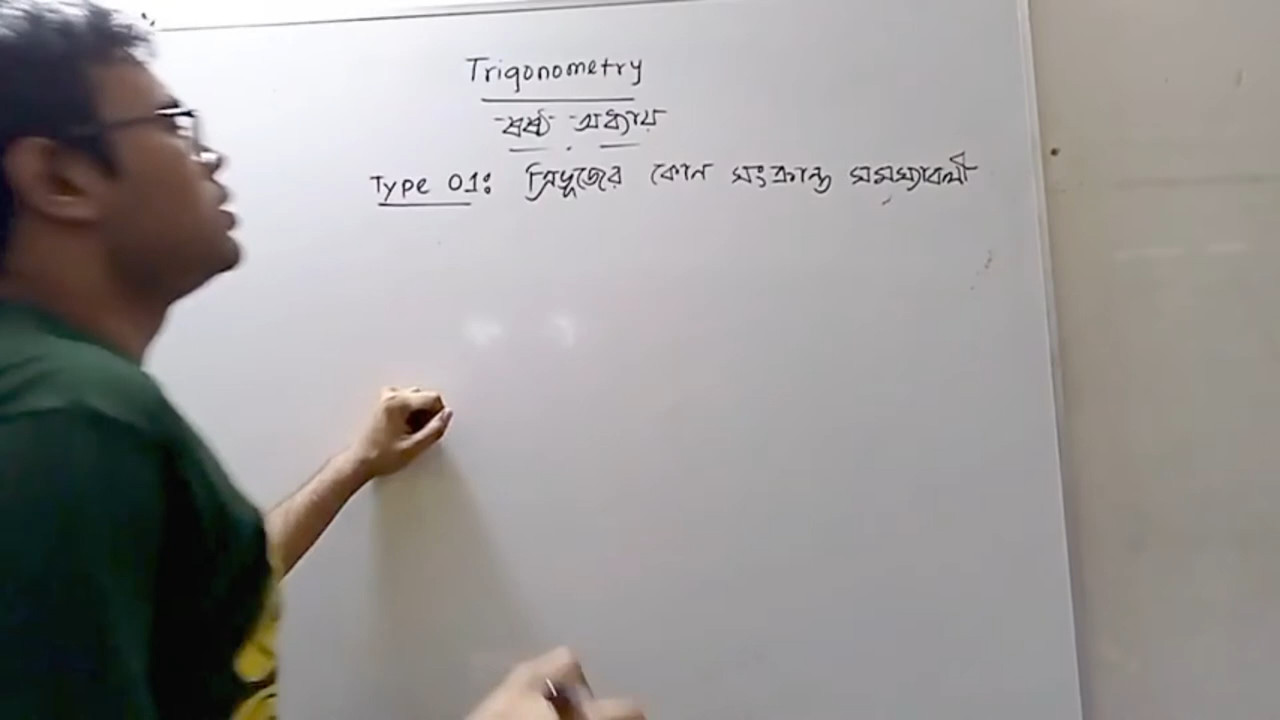 Trigonometry
ষষ্ঠ অধ্যায়
Type 01: ত্রিভুজের কোন সংক্রান্ত সমস্যাবলী